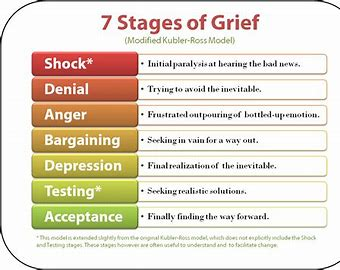 7 Stages of Grief
(Modified Kubler-Ross Model)
Shock* • Initial paralysis at hearing the bad news.
Denial • Trying to avoid the inevitable.
Anger • Frustrated outpouring of bottled-up emotion.
Bargaining • Seeking in vain for a way out.
Depression • Final realization of the inevitable.
Testing* • Seeking realistic solutions.
Acceptance • Finally finding the way forward.
* This model is extended slightly from the original Kubler-Ross model, which does not explicitly include the Shock
and Testing stages. These stages however are often useful to understand and to facilitate change.